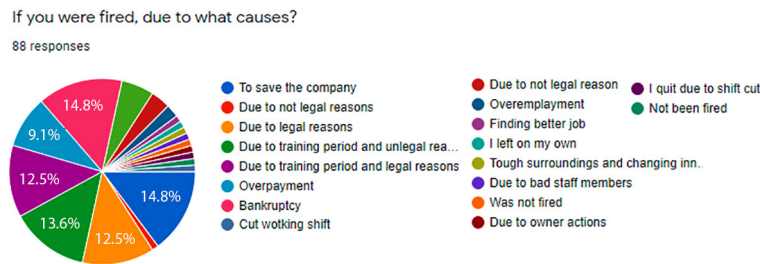 If you were fired, due to what causes?
88 responses
14.8%
9.1%
12.5%
13.6%
12.5%
14.8%
To save the company
Due to not legal reasons
Due to legal reasons
Due to training period and unlegal rea...
Due to training period and legal reasons
Overpayment
Bankruptcy
Cut wotking shift
Due to not legal reason
Overemployment
Finding better job
I left on my own
Tough surroundings and changing inn..
Due to bad staff members
Was not fired
Due to owner actions
I quit due to shift cut
Not been fired